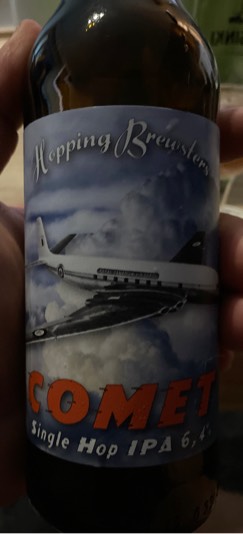 Hopping Brewsters
COMET
Single Hop IPA 6,4%